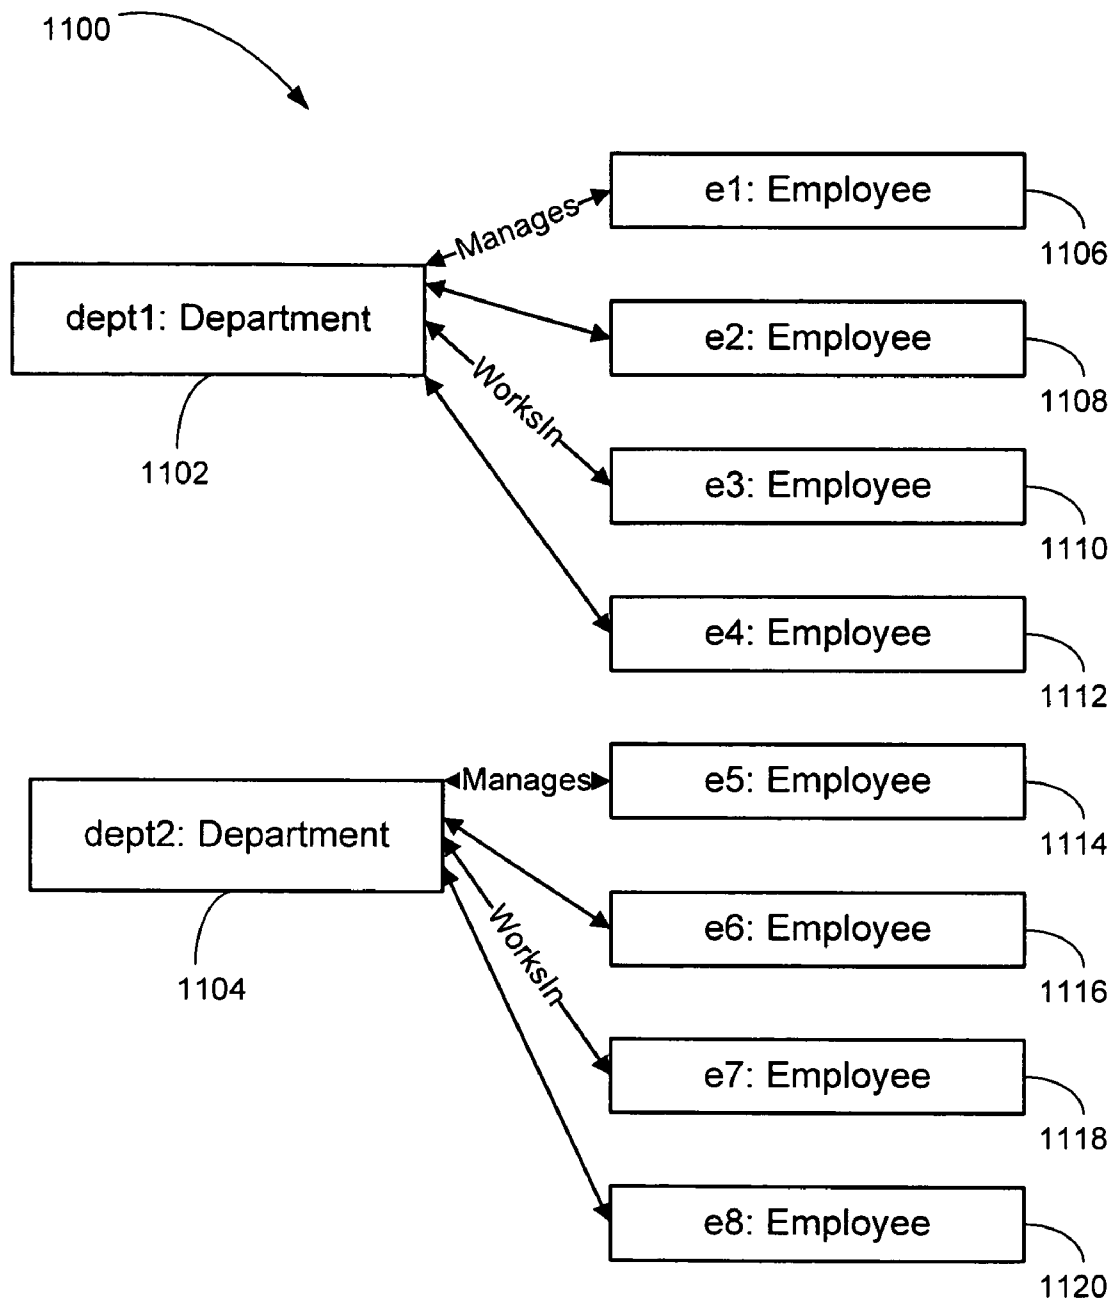 1100
e1: Employee
1106
Manages
dept1: Department
1102
e2: Employee
1108
WorksIn
e3: Employee
1110
e4: Employee
1112
Manages
e5: Employee
1114
dept2: Department
1104
e6: Employee
1116
WorksIn
e7: Employee
1118
e8: Employee
1120